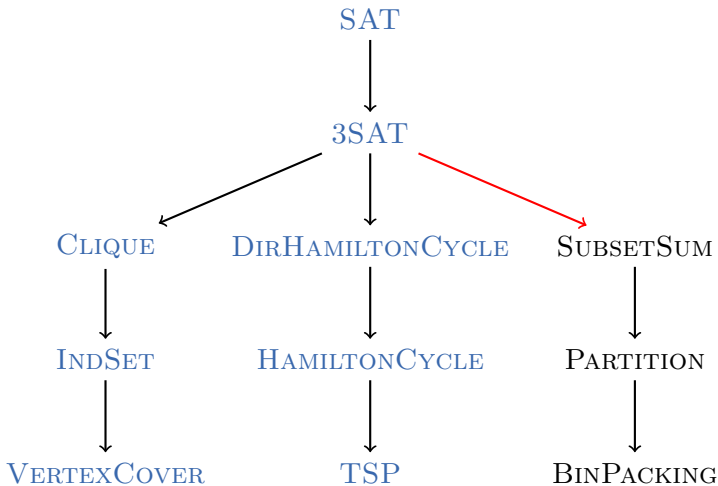 SAT
3SAT
CLIQUE DIRHAMILTONCYCLE SUBSETSUM
INDSET HAMILTONCYCLE PARTITION
VERTEXCOVER TSP BINPACKING